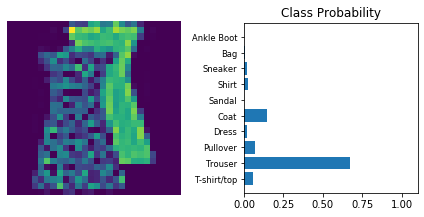 Class Probability
Ankle Boot
Bag
Sneaker
Shirt
Sandal
Coat
Dress
Pullover
Trouser
T-shirt/top
0.00 0.25 0.50 0.75 1.00